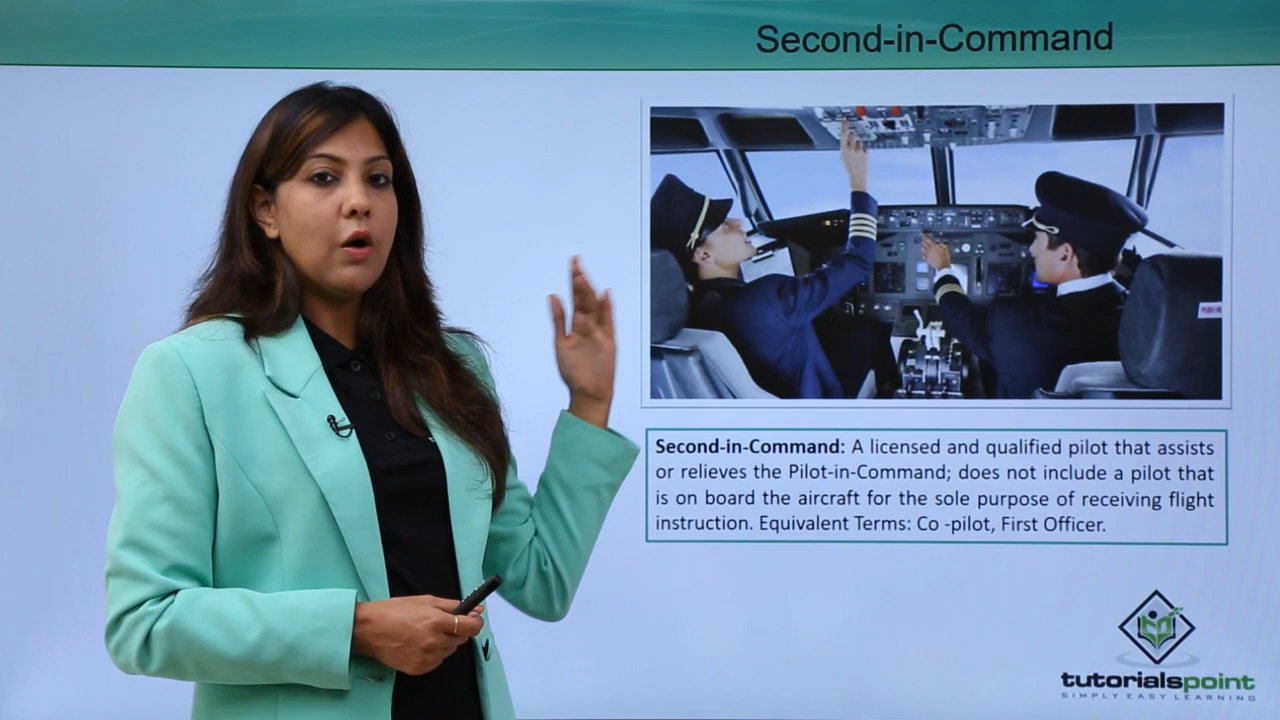 Second-in-Command
Second-in-Command: A licensed and qualified pilot that assists
or relieves the Pilot-in-Command; does not include a pilot that
is on board the aircraft for the sole purpose of receiving flight
instruction. Equivalent Terms: Co -pilot, First Officer.
tutorialspoint
SIMPLY EASY LEARNING